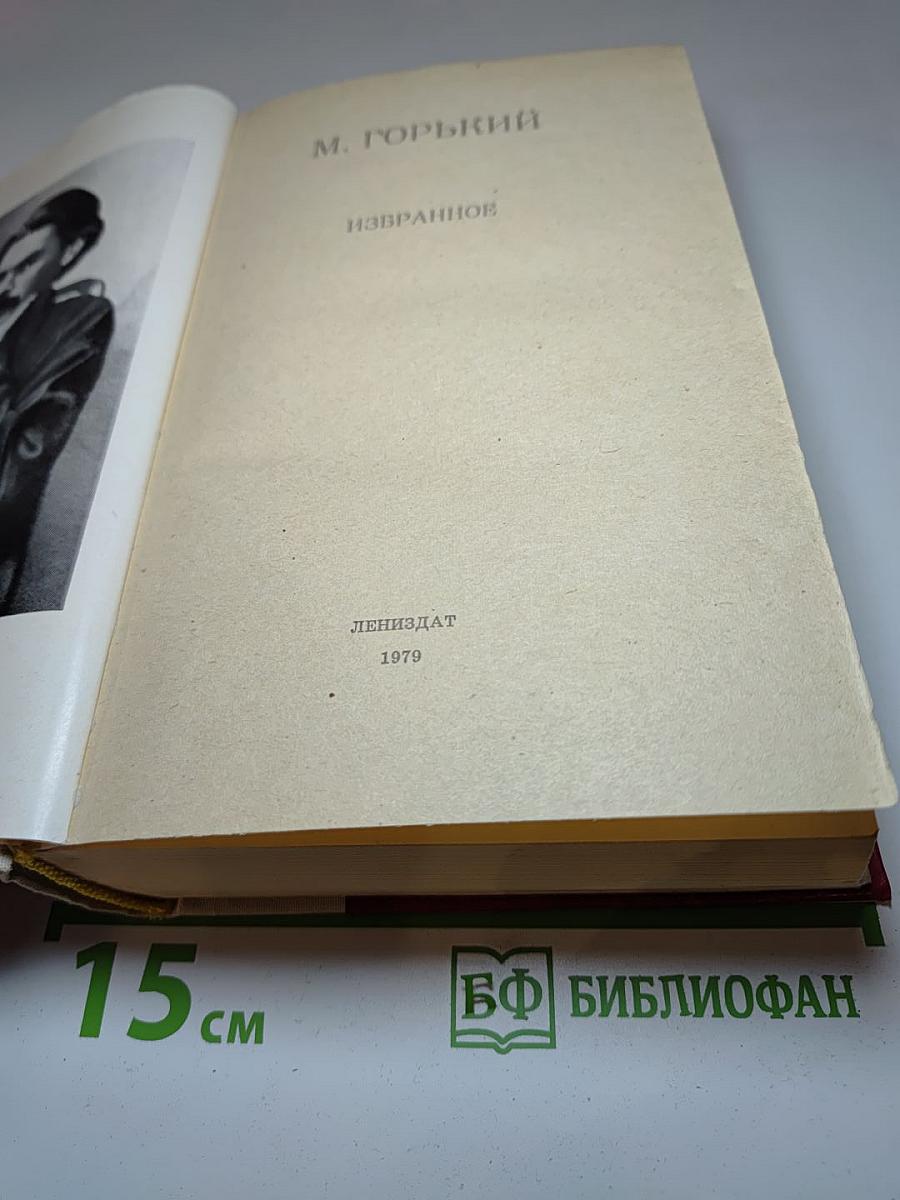 М. ГОРЬКИЙ
ИЗБРАННОЕ
ЛЕНИЗДАТ
1979
15 см
БФ БИБЛИОФАН